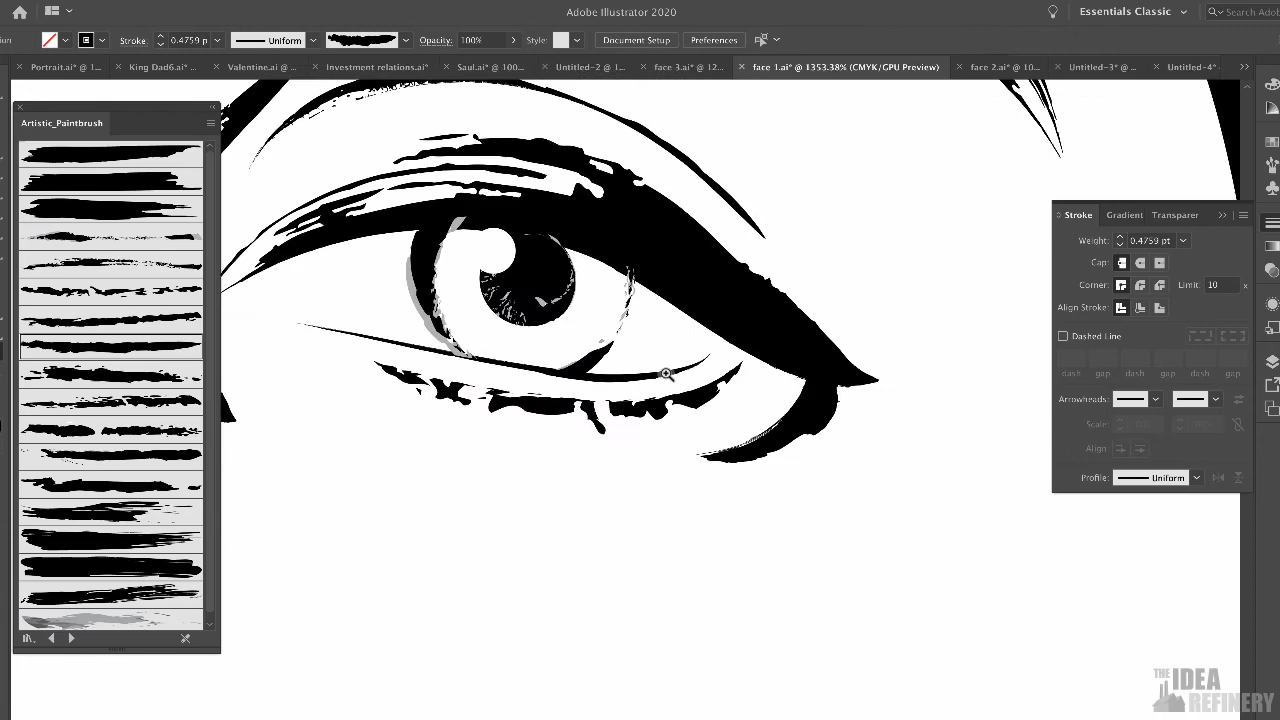 Adobe Illustrator 2020
Essentials Classic
Search Adob
ion
Stroke:
0.4759 p
Uniform
Opacity:
100%
Style:
Document Setup
Preferences
Portrait.ai* @ 1...
King Dad6.ai* ...
Valentine.ai @ ...
Investment relations.ai*
Saul.ai* @ 100...
Untitled-2 @ 1...
face 3.ai* @ 12...
face 1.ai* @ 1353.38% (CMYK/GPU Preview)
face 2.ai* @ 10...
Untitled-3* @ ...
Untitled-4*
Artistic_Paintbrush
Stroke
Gradient
Transparer
Weight:
0.4759 pt
Cap:
Corner:
Limit:
10
x
Align Stroke:
Dashed Line
dash
gap
dash
gap
dash
gap
Arrowheads:
Scale:
Align
Profile:
Uniform
THE IDEA
REFINERY